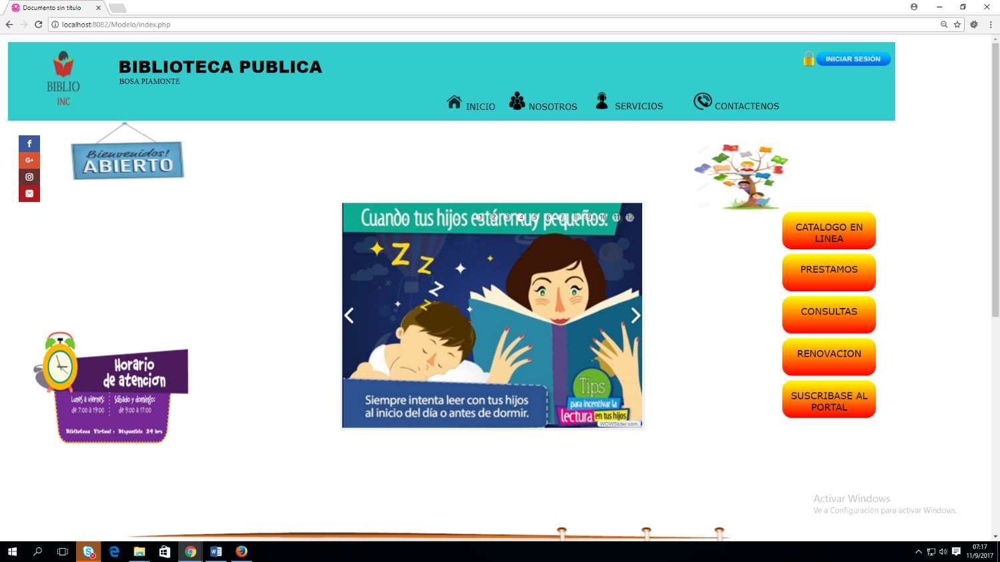 Documento sin título
localhost:8082/Modelo/index.php
BIBLIO
INC
BIBLIOTECA PUBLICA
BOSA PIAMONTE
INICIAR SESIÓN
INICIO
NOSOTROS
SERVICIOS
CONTACTENOS
f
G+
Bienvenidos!
ABIERTO
Cuando tus hijos estáren muy pequeños:
1 2 3 4 5 6 7 8 9 10 11 12
Z Z Z Z
Siempre intenta leer con tus hijos
al inicio del día o antes de dormir.
Tips
para incentivar la
lectura en tus hijos
WOWSlider.com
CATALOGO EN
LINEA
PRESTAMOS
CONSULTAS
RENOVACION
SUSCRIBASE AL
PORTAL
Horario
de atencion
Lunes a viernes:
de 7:00 a 19:00
Sábado y domingo:
de 9:00 a 17:00
Biblioteca Virtual : Disponible 24 hrs
Activar Windows
Ve a Configuración para activar Windows.
07:17
11/9/2017